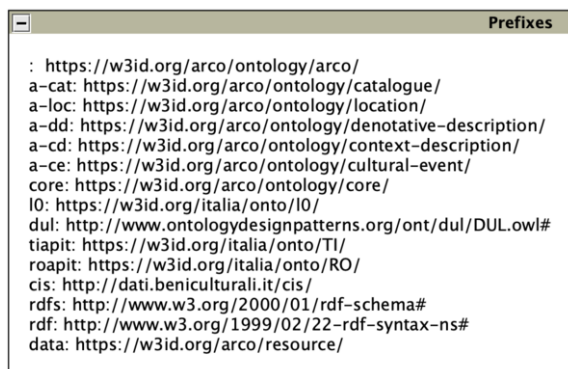 Prefixes
: https://w3id.org/arco/ontology/arco/
a-cat: https://w3id.org/arco/ontology/catalogue/
a-loc: https://w3id.org/arco/ontology/location/
a-dd: https://w3id.org/arco/ontology/denotative-description/
a-cd: https://w3id.org/arco/ontology/context-description/
a-ce: https://w3id.org/arco/ontology/cultural-event/
core: https://w3id.org/arco/ontology/core/
l0: https://w3id.org/italia/onto/l0/
dul: http://www.ontologydesignpatterns.org/ont/dul/DUL.owl#
tiapit: https://w3id.org/italia/onto/TI/
roapit: https://w3id.org/italia/onto/RO/
cis: http://dati.beniculturali.it/cis/
rdfs: http://www.w3.org/2000/01/rdf-schema#
rdf: http://www.w3.org/1999/02/22-rdf-syntax-ns#
data: https://w3id.org/arco/resource/